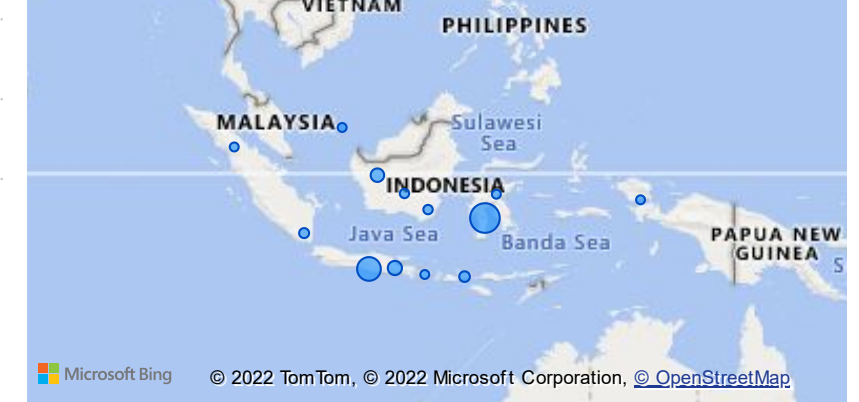 VIETNAM
PHILIPPINES
MALAYSIA
Sulawesi
Sea
INDONESIA
Java Sea
Banda Sea
PAPUA NEW
GUINEA
S
Microsoft Bing
© 2022 TomTom, © 2022 Microsoft Corporation, © OpenStreetMap